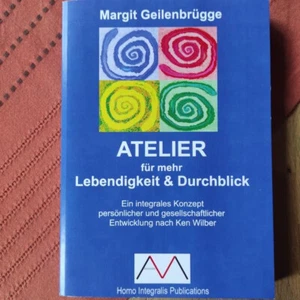 Margit Geilenbrügge
ATELIER
für mehr
Lebendigkeit & Durchblick
Ein integrales Konzept
persönlicher und gesellschaftlicher
Entwicklung nach Ken Wilber
Homo Integralis Publications